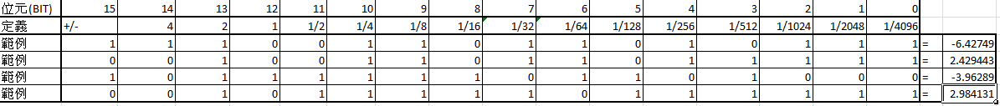 位元(BIT) 15 14 13 12 11 10 9 8 7 6 5 4 3 2 1 0
定義 +/- 4 2 1 1/2 1/4 1/8 1/16 1/32 1/64 1/128 1/256 1/512 1/1024 1/2048 1/4096
範例 1 1 1 0 0 1 1 0 1 1 0 1 0 1 1 1 = -6.42749
範例 0 0 1 0 0 1 1 0 1 1 0 1 1 1 1 1 = 2.429443
範例 1 0 1 1 1 1 1 1 0 1 1 0 1 0 0 0 = -3.96289
範例 0 0 1 0 1 1 1 1 1 0 1 1 1 1 1 1 = 2.984131